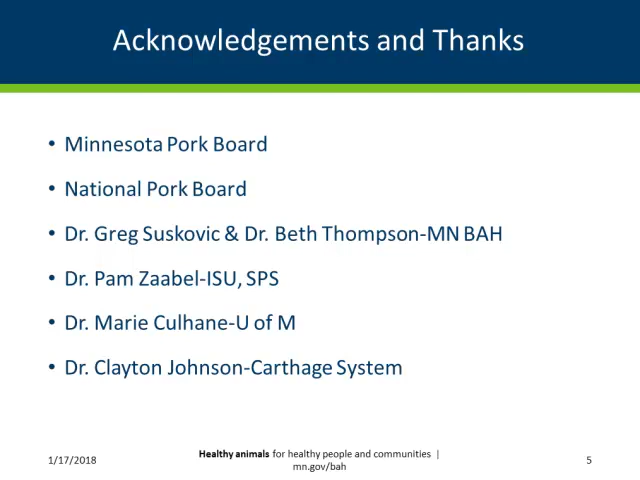 Acknowledgements and Thanks
• Minnesota Pork Board
• National Pork Board
• Dr. Greg Suskovic & Dr. Beth Thompson-MN BAH
• Dr. Pam Zaabel-ISU, SPS
• Dr. Marie Culhane-U of M
• Dr. Clayton Johnson-Carthage System
1/17/2018
Healthy animals for healthy people and communities |
mn.gov/bah
5